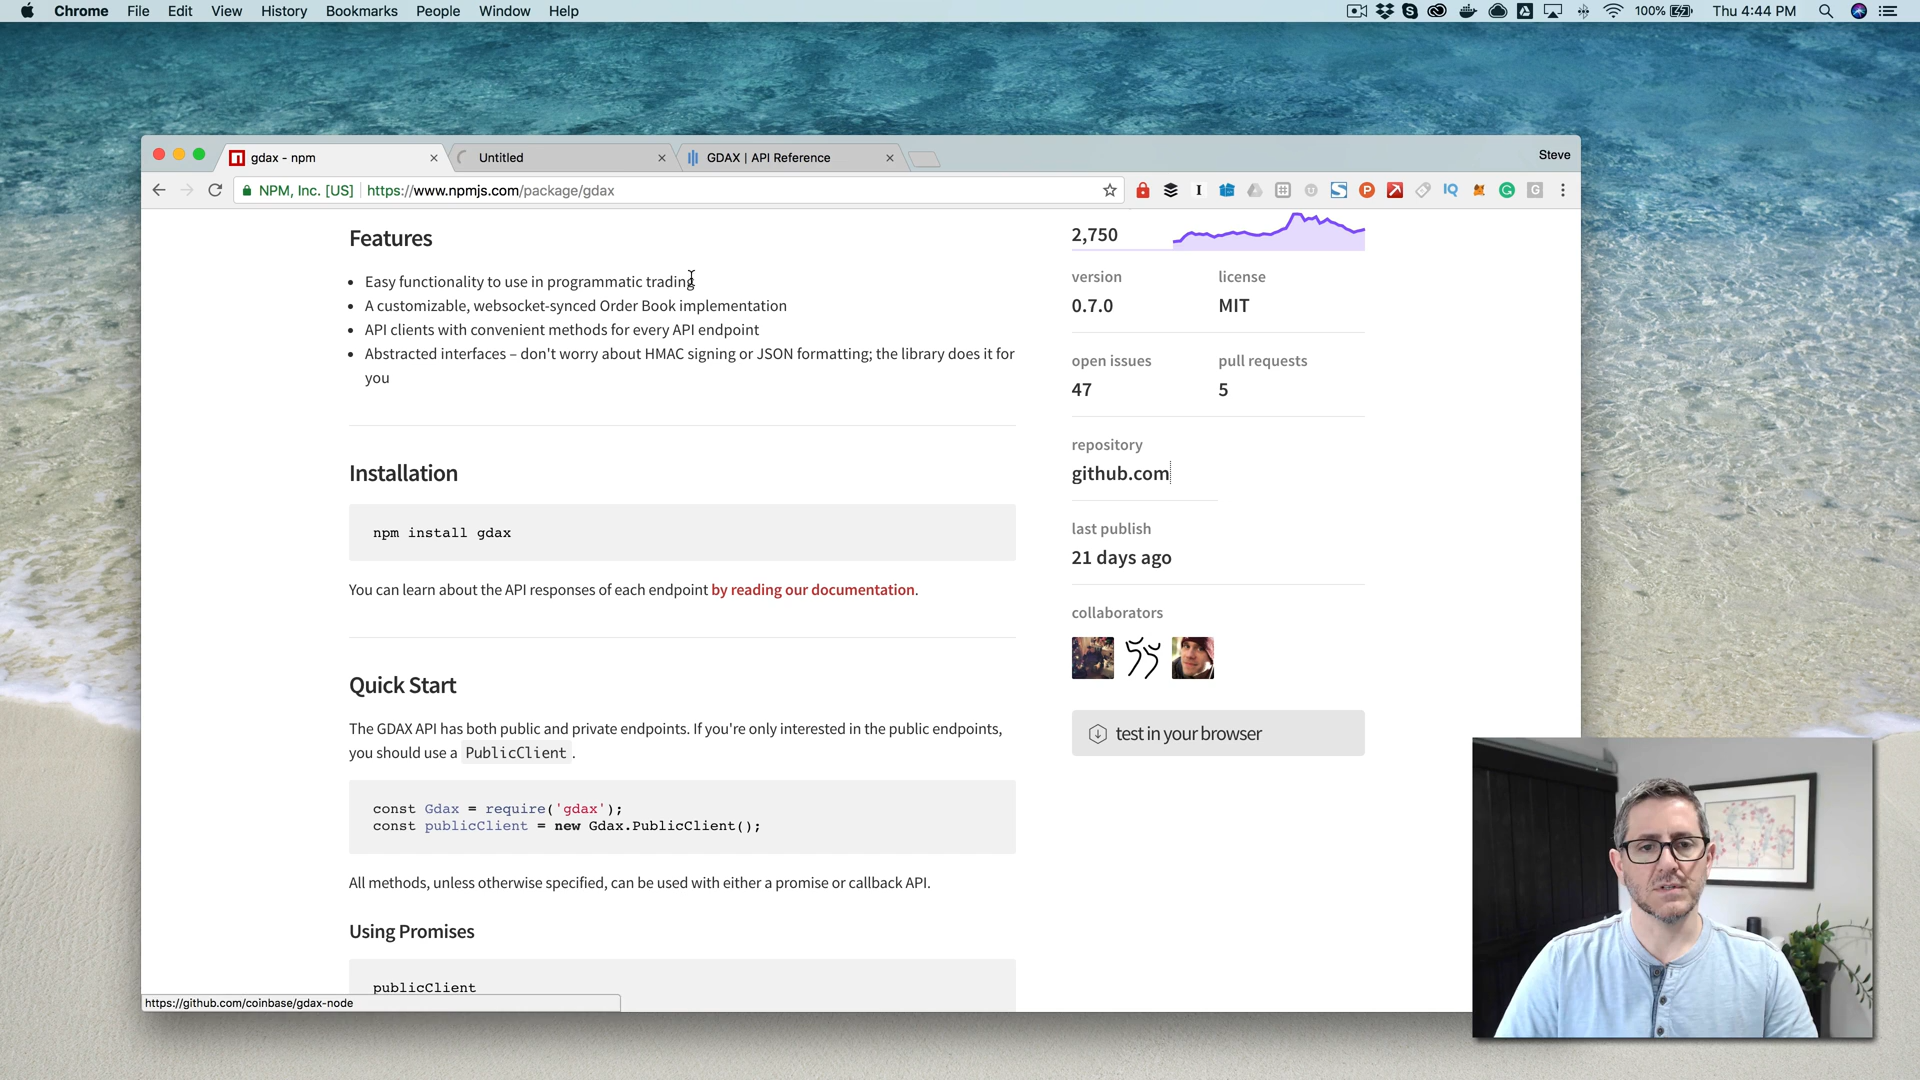 Chrome File Edit View History Bookmarks People Window Help 100% Thu 4:44 PM
gdax - npm Untitled GDAX | API Reference Steve
NPM, Inc. [US] https://www.npmjs.com/package/gdax
Features
Easy functionality to use in programmatic trading
A customizable, websocket-synced Order Book implementation
API clients with convenient methods for every API endpoint
Abstracted interfaces – don't worry about HMAC signing or JSON formatting; the library does it for
you
Installation
npm install gdax
You can learn about the API responses of each endpoint by reading our documentation.
Quick Start
The GDAX API has both public and private endpoints. If you're only interested in the public endpoints,
you should use a PublicClient .
const Gdax = require('gdax');
const publicClient = new Gdax.PublicClient();
All methods, unless otherwise specified, can be used with either a promise or callback API.
Using Promises
publicClient
2,750
version license
0.7.0 MIT
open issues pull requests
47 5
repository
github.com
last publish
21 days ago
collaborators
test in your browser
https://github.com/coinbase/gdax-node